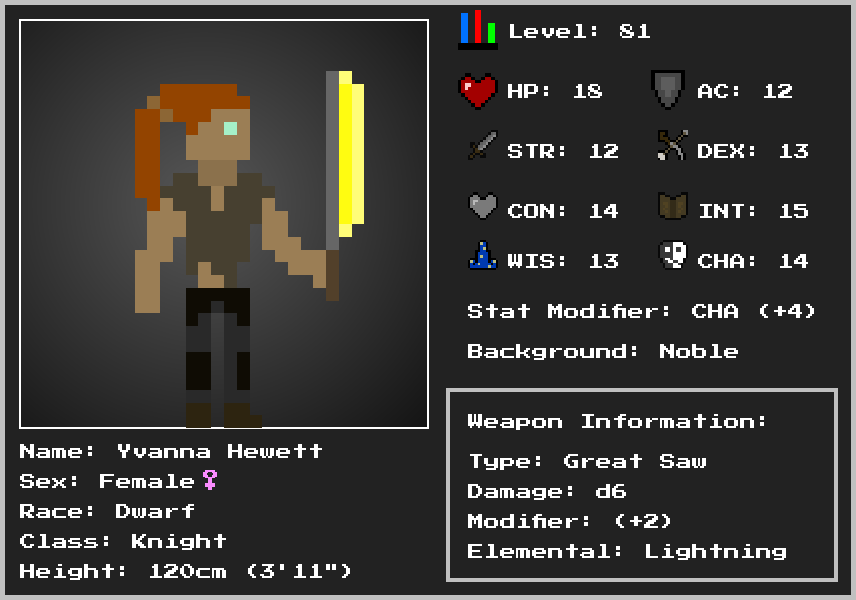 Level: 81
HP: 18
AC: 12
STR: 12
DEX: 13
CON: 14
INT: 15
WIS: 13
CHA: 14
Stat Modifier: CHA (+4)
Background: Noble
Name: Yvanna Hewett
Sex: Female♀
Race: Dwarf
Class: Knight
Height: 120cm (3'11")
Weapon Information:
Type: Great Saw
Damage: d6
Modifier: (+2)
Elemental: Lightning